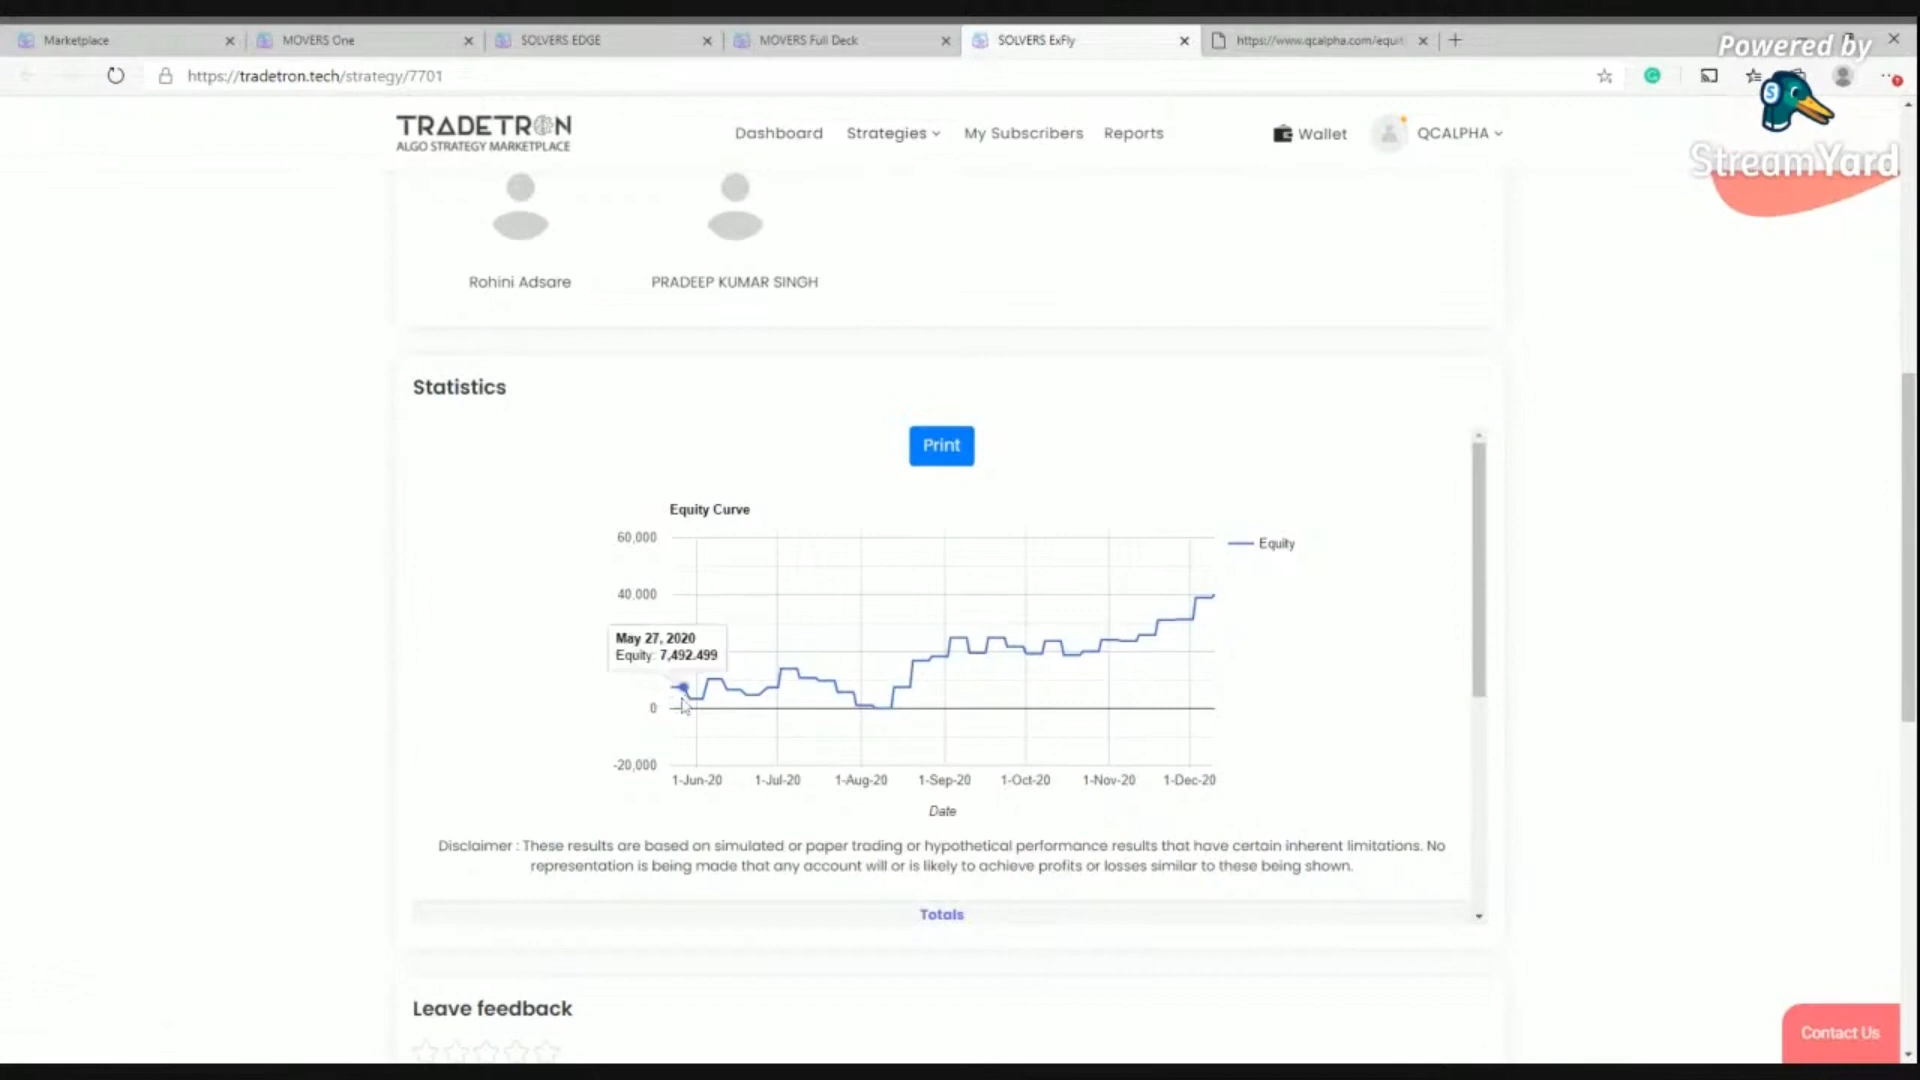 Marketplace
MOVERS One
SOLVERS EDGE
MOVERS Full Deck
SOLVERS ExFly
https://www.qcalpha.com/equit
Powered by
https://tradetron.tech/strategy/7701
StreamYard
TRADETRON
ALGO STRATEGY MARKETPLACE
Dashboard
Strategies
My Subscribers
Reports
Wallet
QCALPHA
Rohini Adsare
PRADEEP KUMAR SINGH
Statistics
Print
Equity Curve
60,000
40,000
0
-20,000
Equity
May 27, 2020
Equity: 7,492.499
1-Jun-20
1-Jul-20
1-Aug-20
1-Sep-20
1-Oct-20
1-Nov-20
1-Dec-20
Date
Disclaimer : These results are based on simulated or paper trading or hypothetical performance results that have certain inherent limitations. No
representation is being made that any account will or is likely to achieve profits or losses similar to these being shown.
Totals
Leave feedback
Contact Us